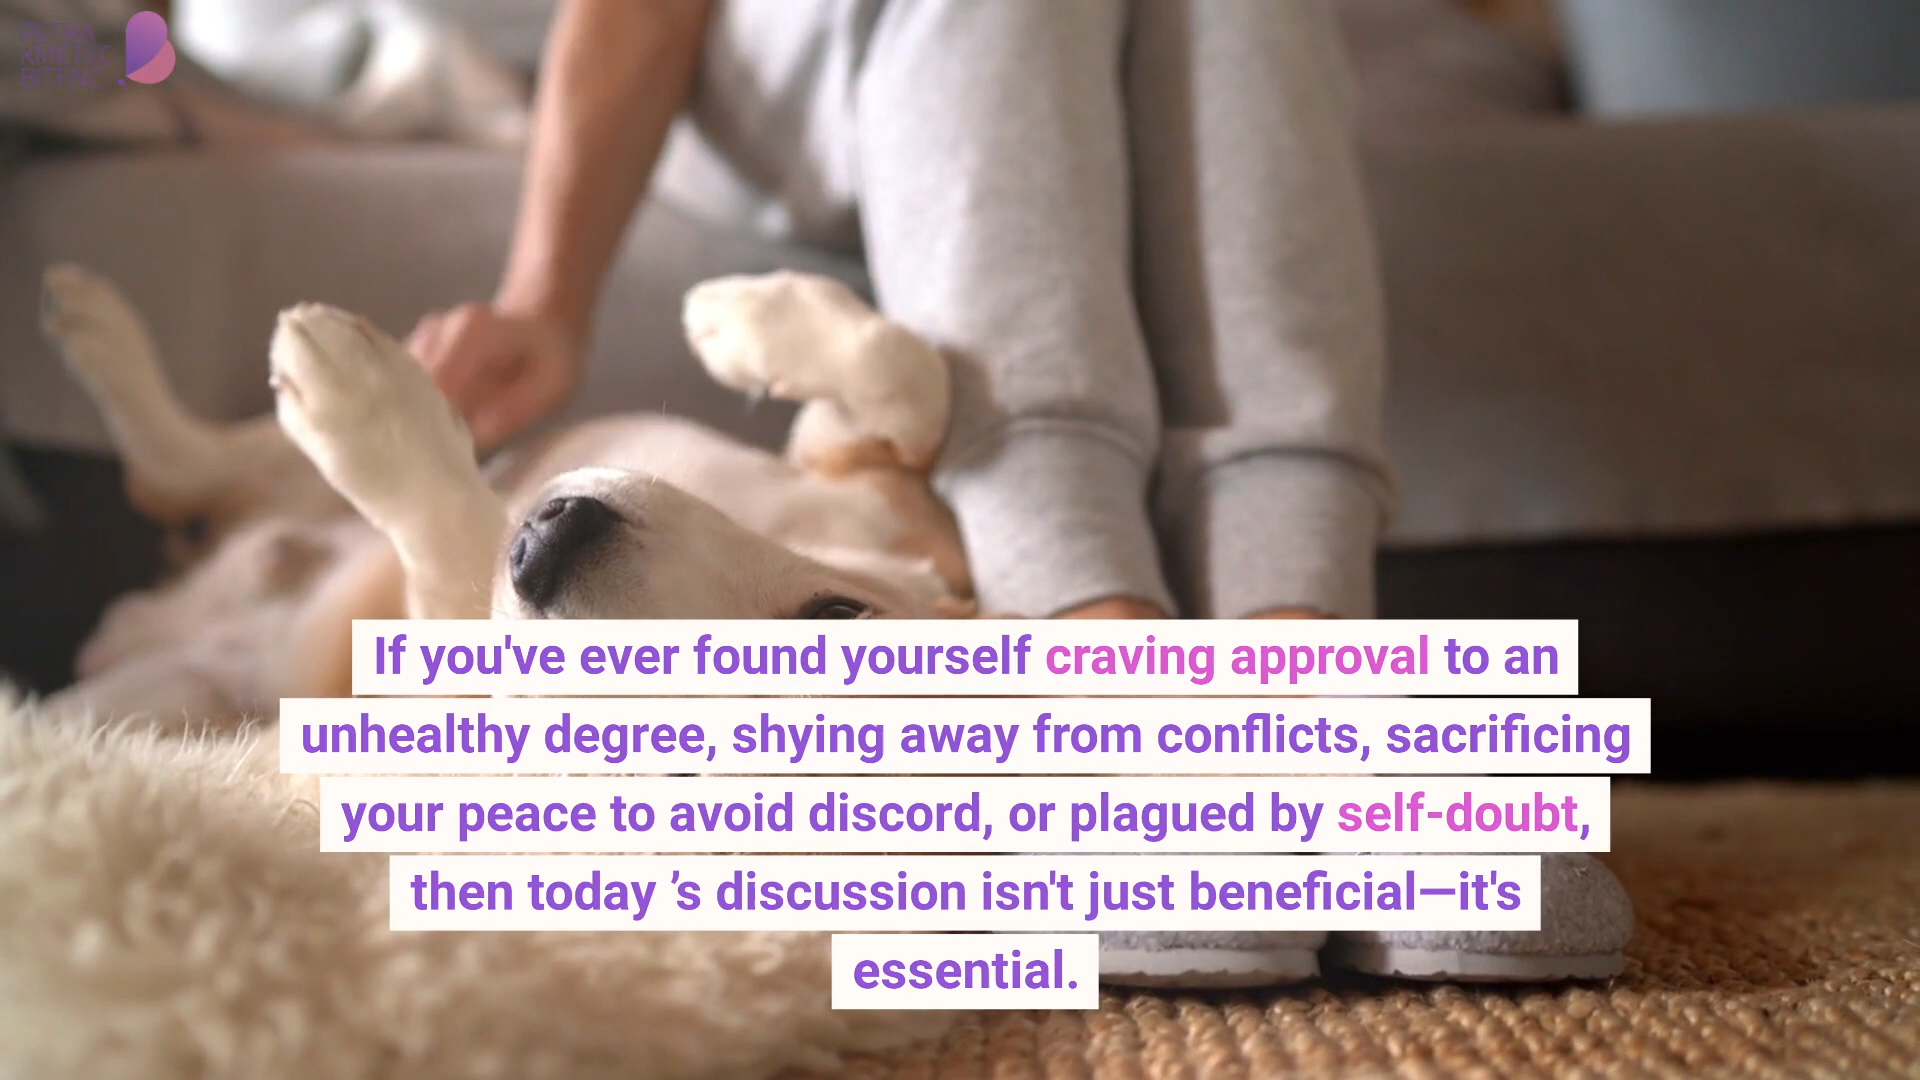 If you've ever found yourself craving approval to an
unhealthy degree, shying away from conflicts, sacrificing
your peace to avoid discord, or plagued by self-doubt,
then today ’s discussion isn't just beneficial—it's
essential.